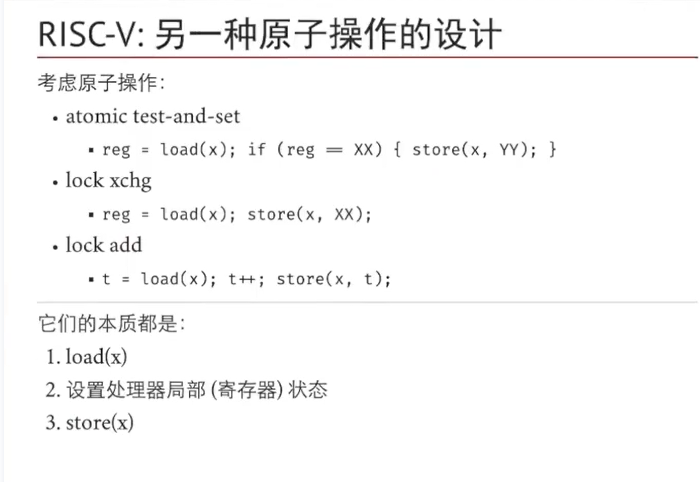 RISC-V: 另一种原子操作的设计
考虑原子操作:
• atomic test-and-set
▪ reg = load(x); if (reg == XX) { store(x, YY); }
• lock xchg
▪ reg = load(x); store(x, XX);
• lock add
▪ t = load(x); t++; store(x, t);
它们的本质都是:
1. load(x)
2. 设置处理器局部 (寄存器) 状态
3. store(x)